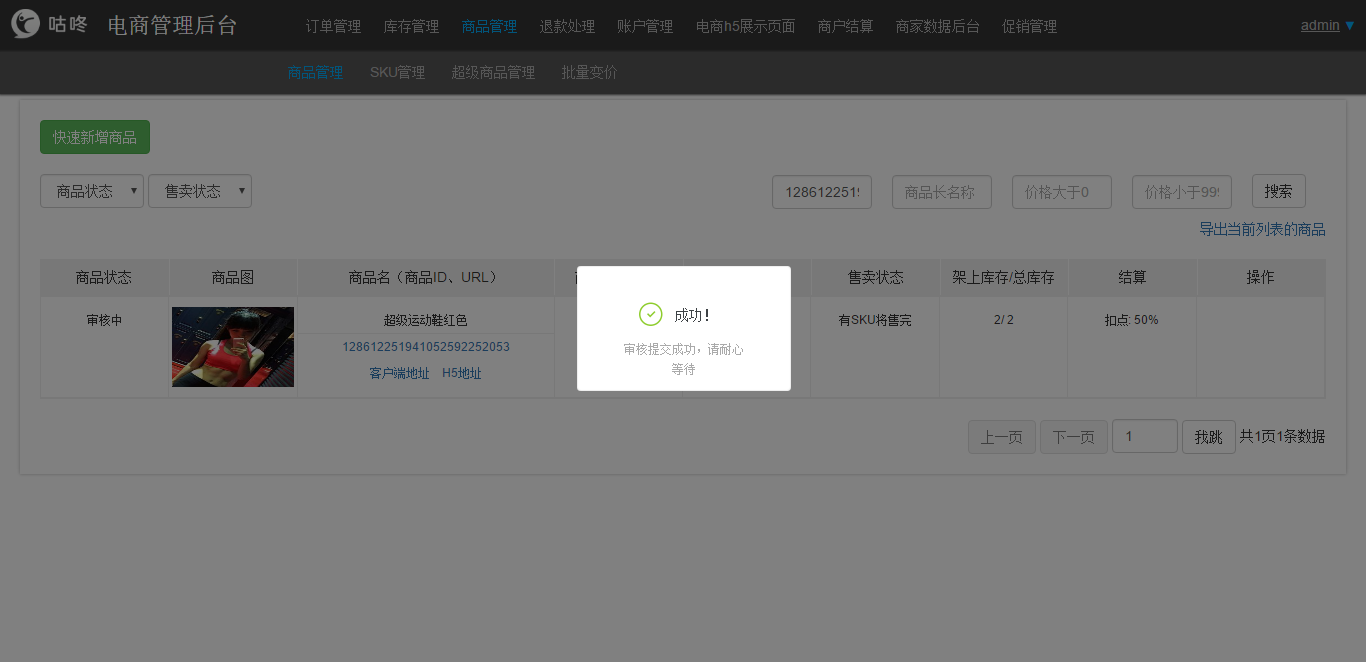 咕咚 电商管理后台 订单管理 库存管理 商品管理 退款处理 账户管理 电商h5展示页面 商户结算 商家数据后台 促销管理 admin
商品管理 SKU管理 超级商品管理 批量变价
快速新增商品
商品状态 售卖状态 1286122519 商品长名称 价格大于0 价格小于999 搜索
导出当前列表的商品
商品状态 商品图 商品名（商品ID、URL） 售卖状态 架上库存/总库存 结算 操作
审核中 超级运动鞋红色 有SKU将售完 2/ 2 扣点: 50%
128612251941052592252053
客户端地址 H5地址
成功！
审核提交成功，请耐心
等待
上一页 下一页 1 我跳 共1页1条数据